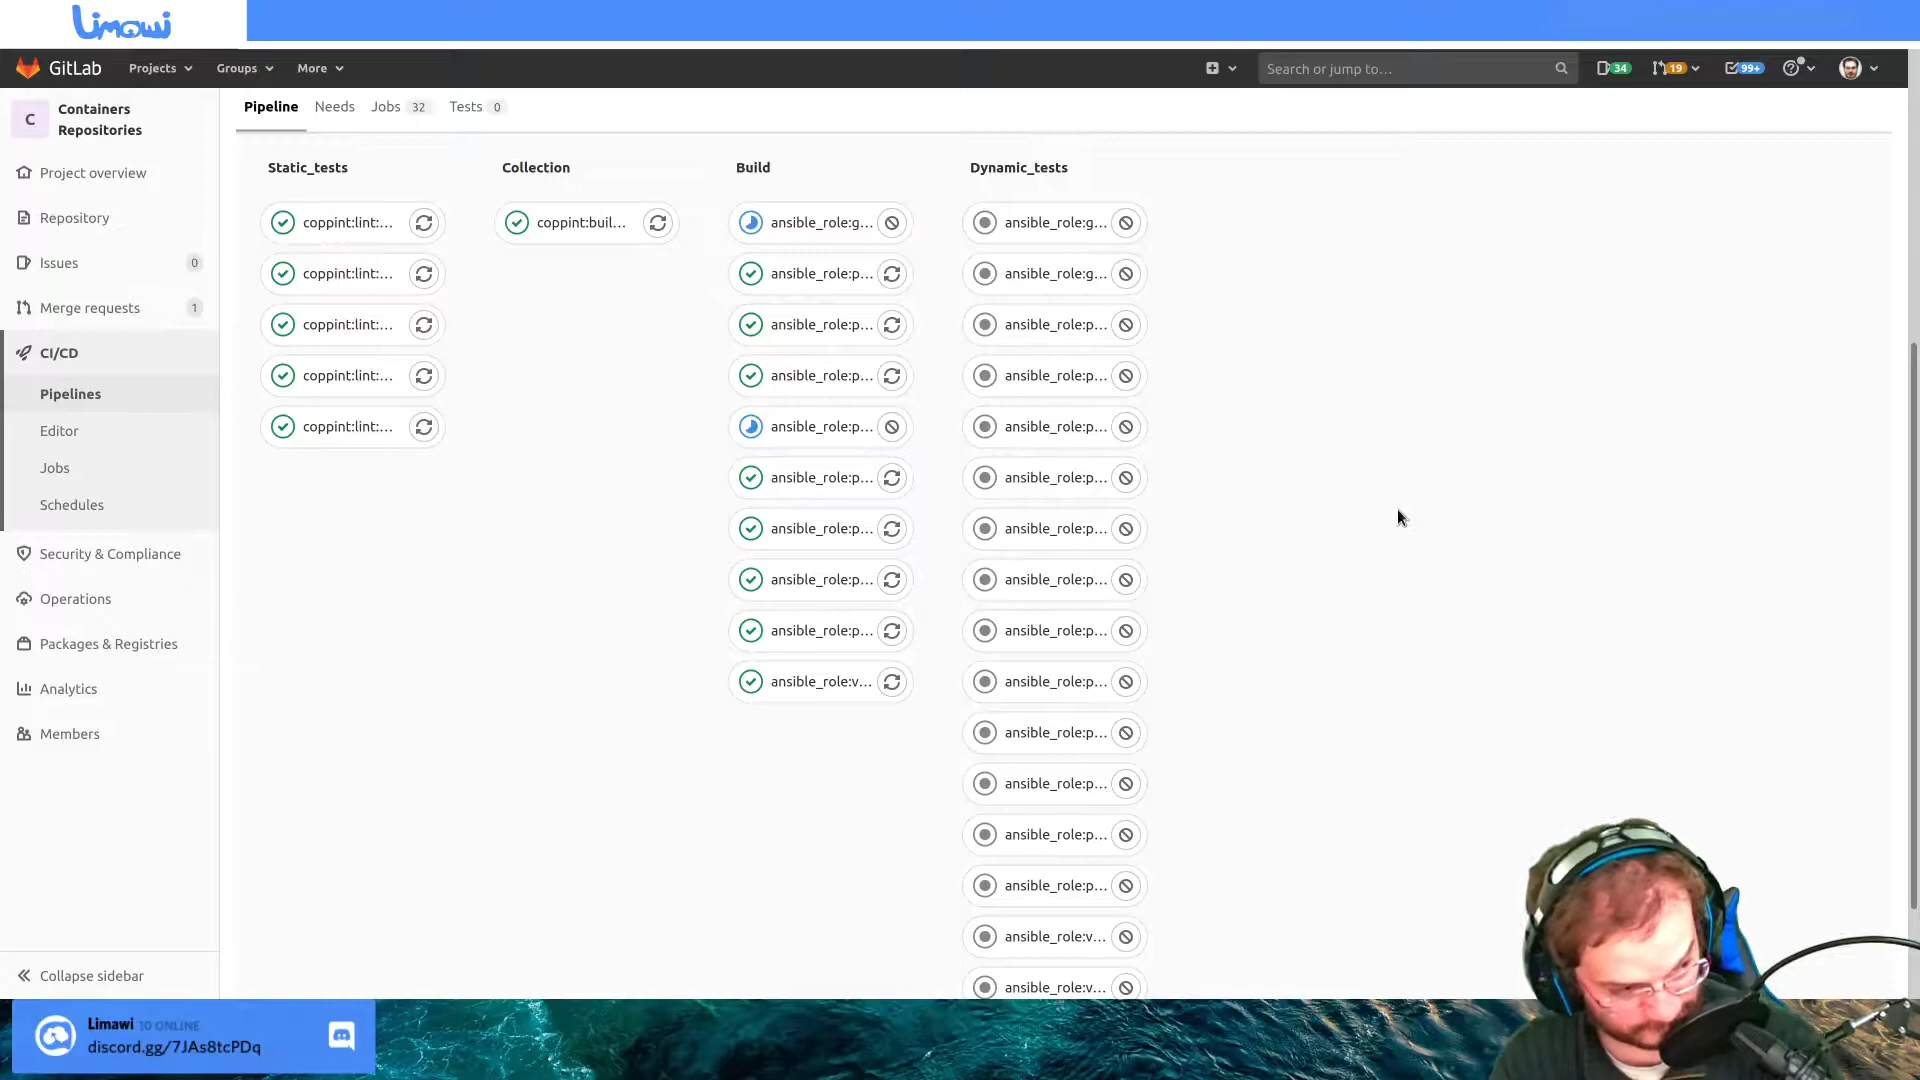 Limawi
GitLab Projects Groups More Search or jump to... 34 19 99+
C Containers Repositories
Project overview
Repository
Issues 0
Merge requests 1
CI/CD
Pipelines
Editor
Jobs
Schedules
Security & Compliance
Operations
Packages & Registries
Analytics
Members
Collapse sidebar
Pipeline Needs Jobs 32 Tests 0
Static_tests
coppint:lint:...
coppint:lint:...
coppint:lint:...
coppint:lint:...
coppint:lint:...
Collection
coppint:buil...
Build
ansible_role:g...
ansible_role:p...
ansible_role:p...
ansible_role:p...
ansible_role:p...
ansible_role:p...
ansible_role:p...
ansible_role:p...
ansible_role:p...
ansible_role:v...
Dynamic_tests
ansible_role:g...
ansible_role:g...
ansible_role:p...
ansible_role:p...
ansible_role:p...
ansible_role:p...
ansible_role:p...
ansible_role:p...
ansible_role:p...
ansible_role:p...
ansible_role:p...
ansible_role:p...
ansible_role:p...
ansible_role:p...
ansible_role:v...
ansible_role:v...
Limawi 10 ONLINE
discord.gg/7JAs8tcPDq